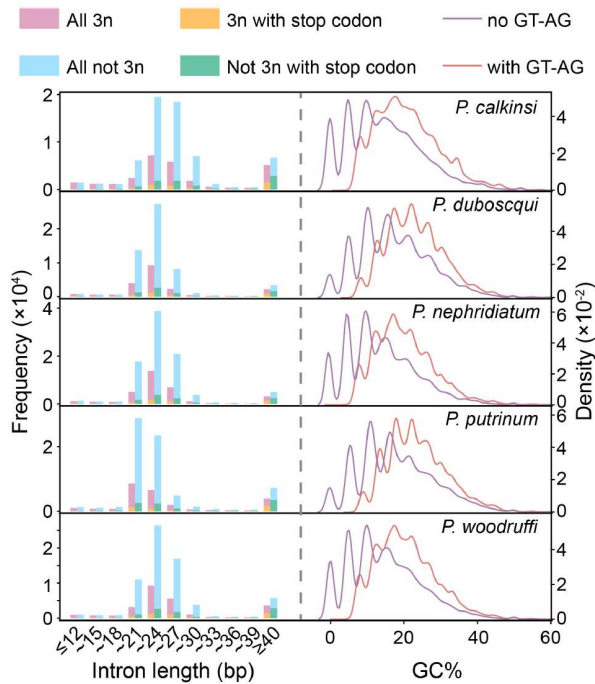 All 3n
3n with stop codon
no GT-AG
All not 3n
Not 3n with stop codon
with GT-AG
Frequency (×10⁴)
Density (×10⁻²)
P. calkinsi
2
1
0
4
2
0
P. duboscqui
2
1
0
4
2
0
P. nephridiatum
4
2
0
6
4
2
0
P. putrinum
2
0
6
4
2
0
P. woodruffi
2
1
0
4
2
0
≤12 ~15 ~18 ~21 ~24 ~27 ~30 ~33 ~36 ~39 ≥40
0 20 40 60
Intron length (bp)
GC%